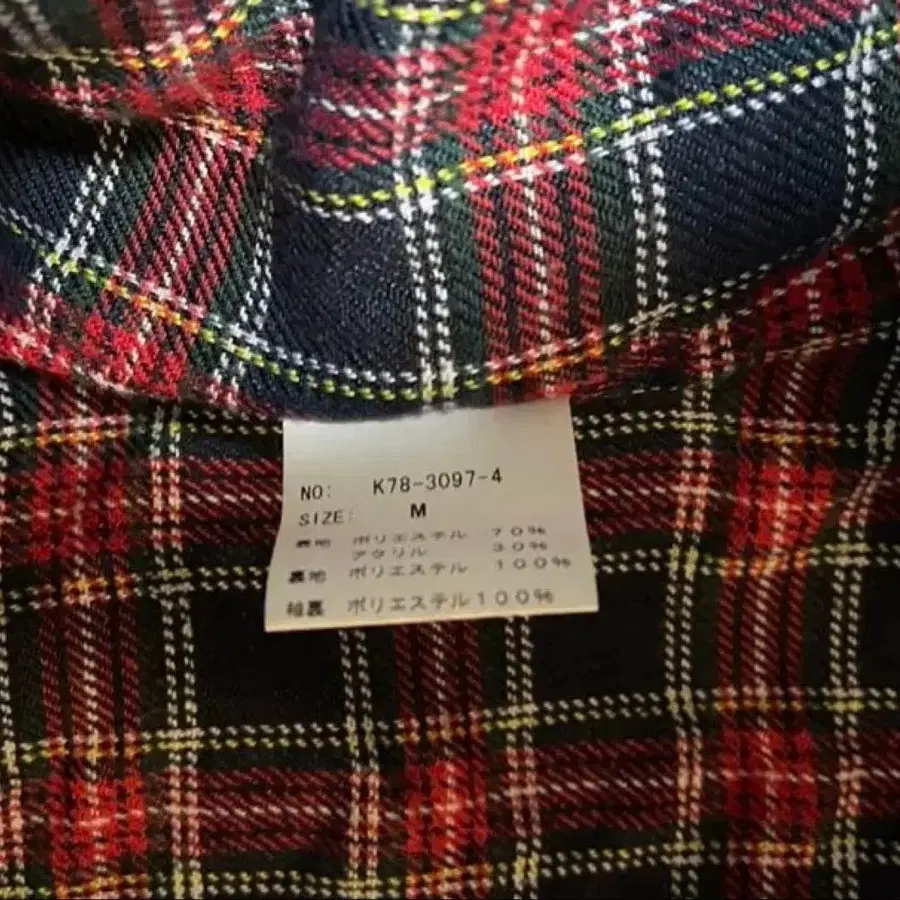 NO: K78-3097-4
SIZE: M
表地 ポリエステル 70%
アクリル 30%
裏地 ポリエステル 100%
袖裏 ポリエステル100%